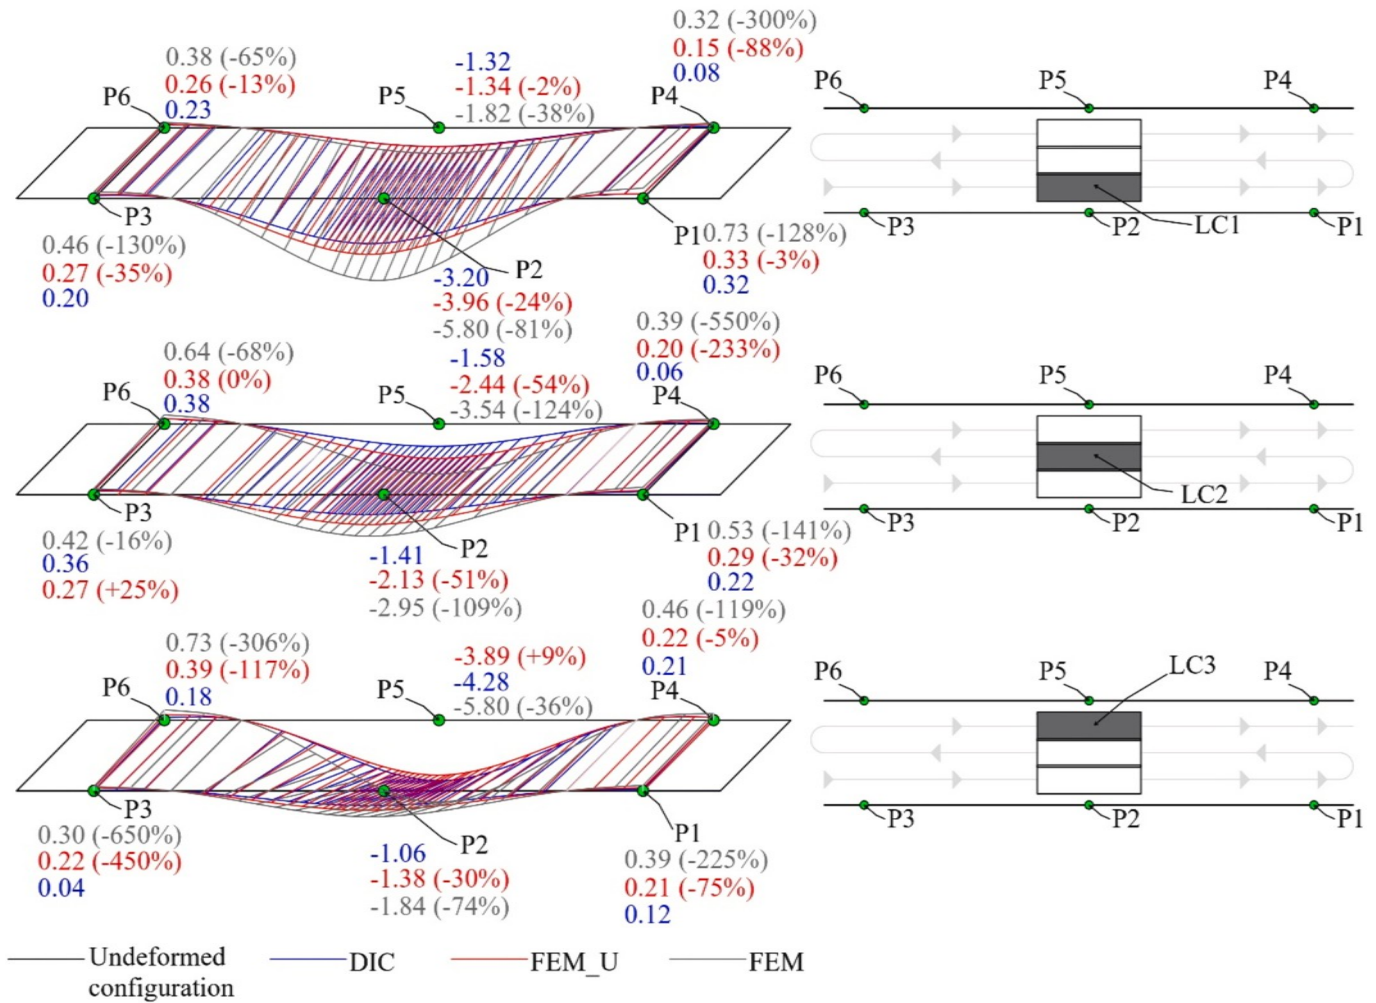 0.32 (-300%)
0.38 (-65%)
-1.32
0.15 (-88%)
0.26 (-13%)
-1.34 (-2%)
0.08
0.23
-1.82 (-38%)
P6
P5
P4
P6
P5
P4
P3
P1
0.73 (-128%)
P3
P2
LC1
P1
0.46 (-130%)
0.33 (-3%)
0.27 (-35%)
P2
0.32
0.20
-3.20
-3.96 (-24%)
-5.80 (-81%)
0.39 (-550%)
0.64 (-68%)
-1.58
0.20 (-233%)
0.38 (0%)
-2.44 (-54%)
0.06
0.38
-3.54 (-124%)
P6
P5
P4
P6
P5
P4
P3
P1
0.53 (-141%)
P3
P2
LC2
P1
0.42 (-16%)
P2
0.29 (-32%)
0.36
-1.41
0.22
0.27 (+25%)
-2.13 (-51%)
-2.95 (-109%)
0.46 (-119%)
0.73 (-306%)
-3.89 (+9%)
0.22 (-5%)
0.39 (-117%)
-4.28
0.21
0.18
-5.80 (-36%)
P6
P5
P4
P6
P5
LC3
P4
P3
P2
P1
P3
P2
P1
0.30 (-650%)
-1.06
0.39 (-225%)
0.22 (-450%)
-1.38 (-30%)
0.21 (-75%)
0.04
-1.84 (-74%)
0.12
Undeformed
configuration
DIC
FEM_U
FEM